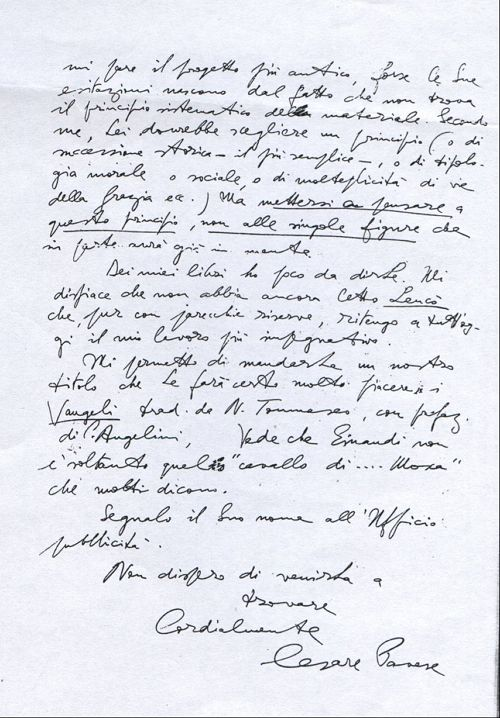 mi pare il progetto più antico, forse le Sue
esitazioni nascono dal fatto che non trova
il principio sistematico della materiale. Secondo
me, Lei dovrebbe scegliere un principio (o di
successione storica – il più semplice –, o di tipolo-
gia morale o sociale, o di molteplicità di vie
della Grazia ec.) Ma mettersi a pensare a
questo principio, non alle singole figure che
in parte avrà già in mente.
Dei miei libri ho poco da dirLe. Mi
dispiace che non abbia ancora letto Leucò
che, pur con parecchie riserve, ritengo a tutt'og-
gi il mio lavoro più impegnativo.
Mi permetto di mandarLe un nostro
titolo che Le farà certo molto piacere: i
Vangeli trad. da N. Tommaseo, con prefaz.
di C. Angelini. Vede che Einaudi non
è soltanto quel "cavallo di .... Mosca"
che molti dicono.
Segnalo il Suo nome all'Ufficio
pubblicità.
Non dispero di venirLa a
trovare
Cordialmente
Cesare Pavese